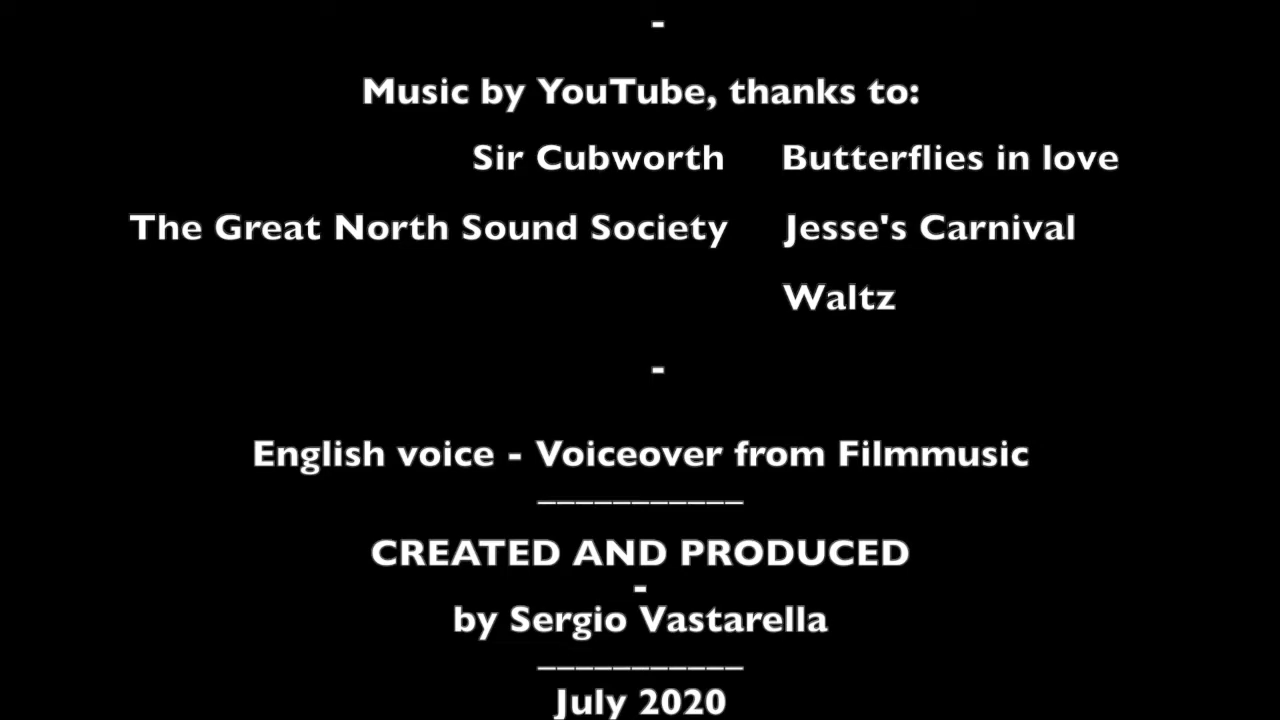 -
Music by YouTube, thanks to:
Sir Cubworth Butterflies in love
The Great North Sound Society Jesse's Carnival
Waltz
-
English voice - Voiceover from Filmmusic
___________
CREATED AND PRODUCED
-
by Sergio Vastarella
___________
July 2020